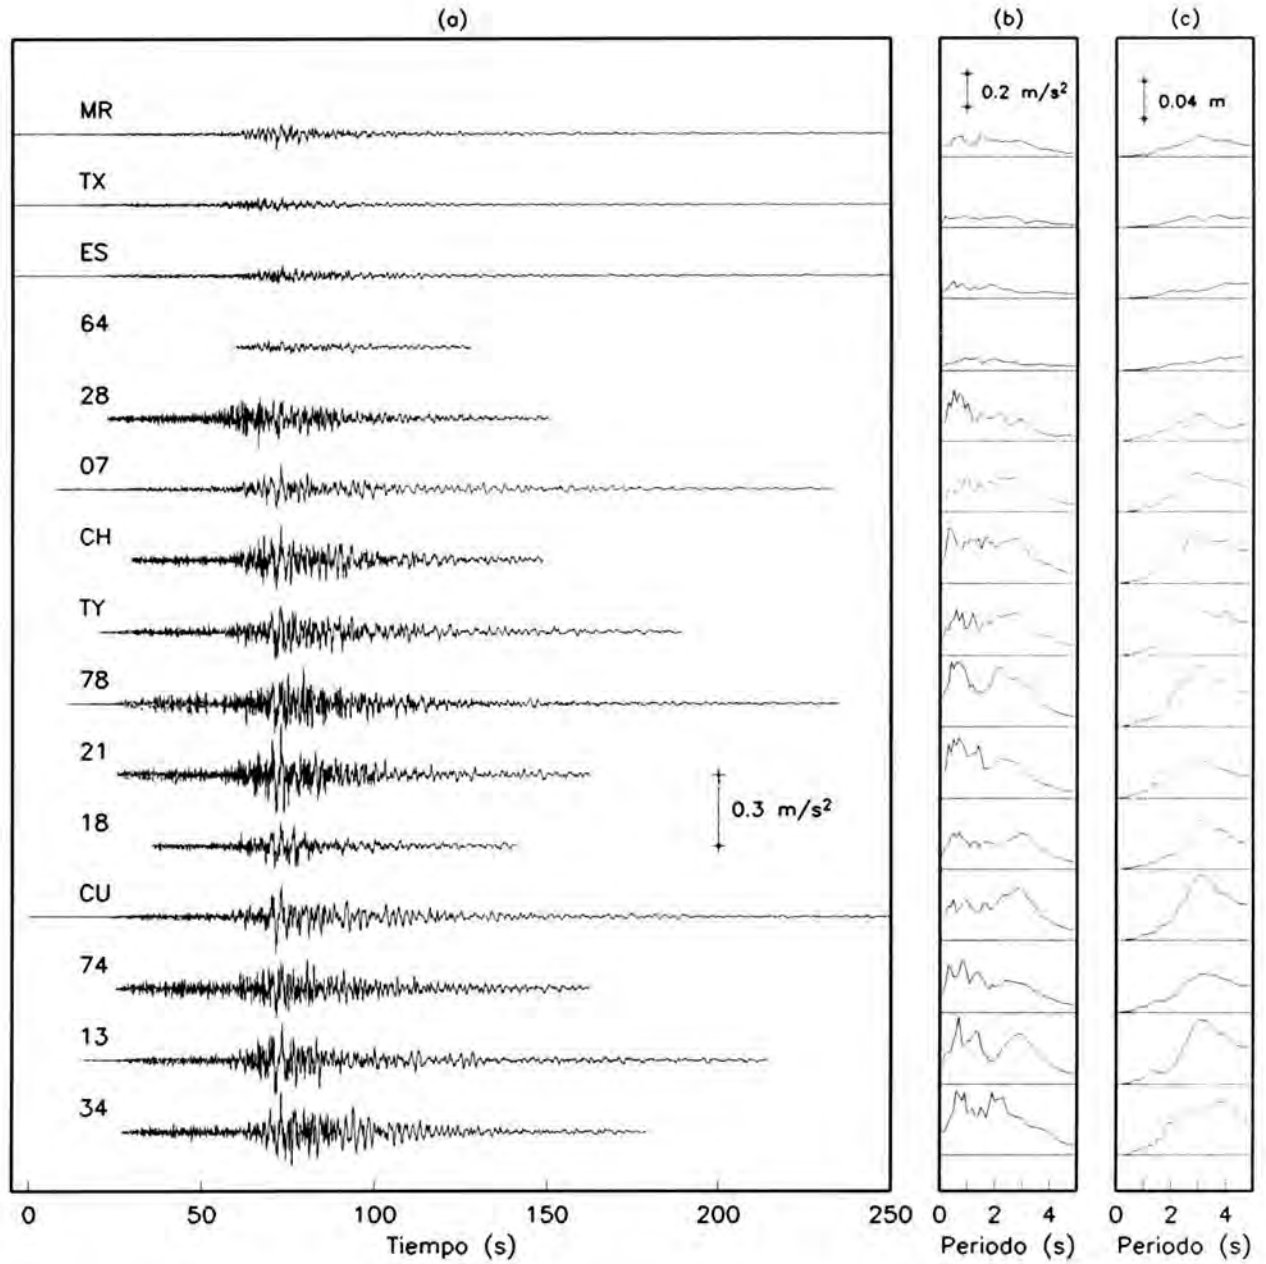 (a) (b) (c)
0.2 m/s²
0.04 m
MR
TX
ES
64
28
07
CH
TY
78
21
0.3 m/s²
18
CU
74
13
34
0 50 100 150 200 250 0 2 4 0 2 4
Tiempo (s) Periodo (s) Periodo (s)